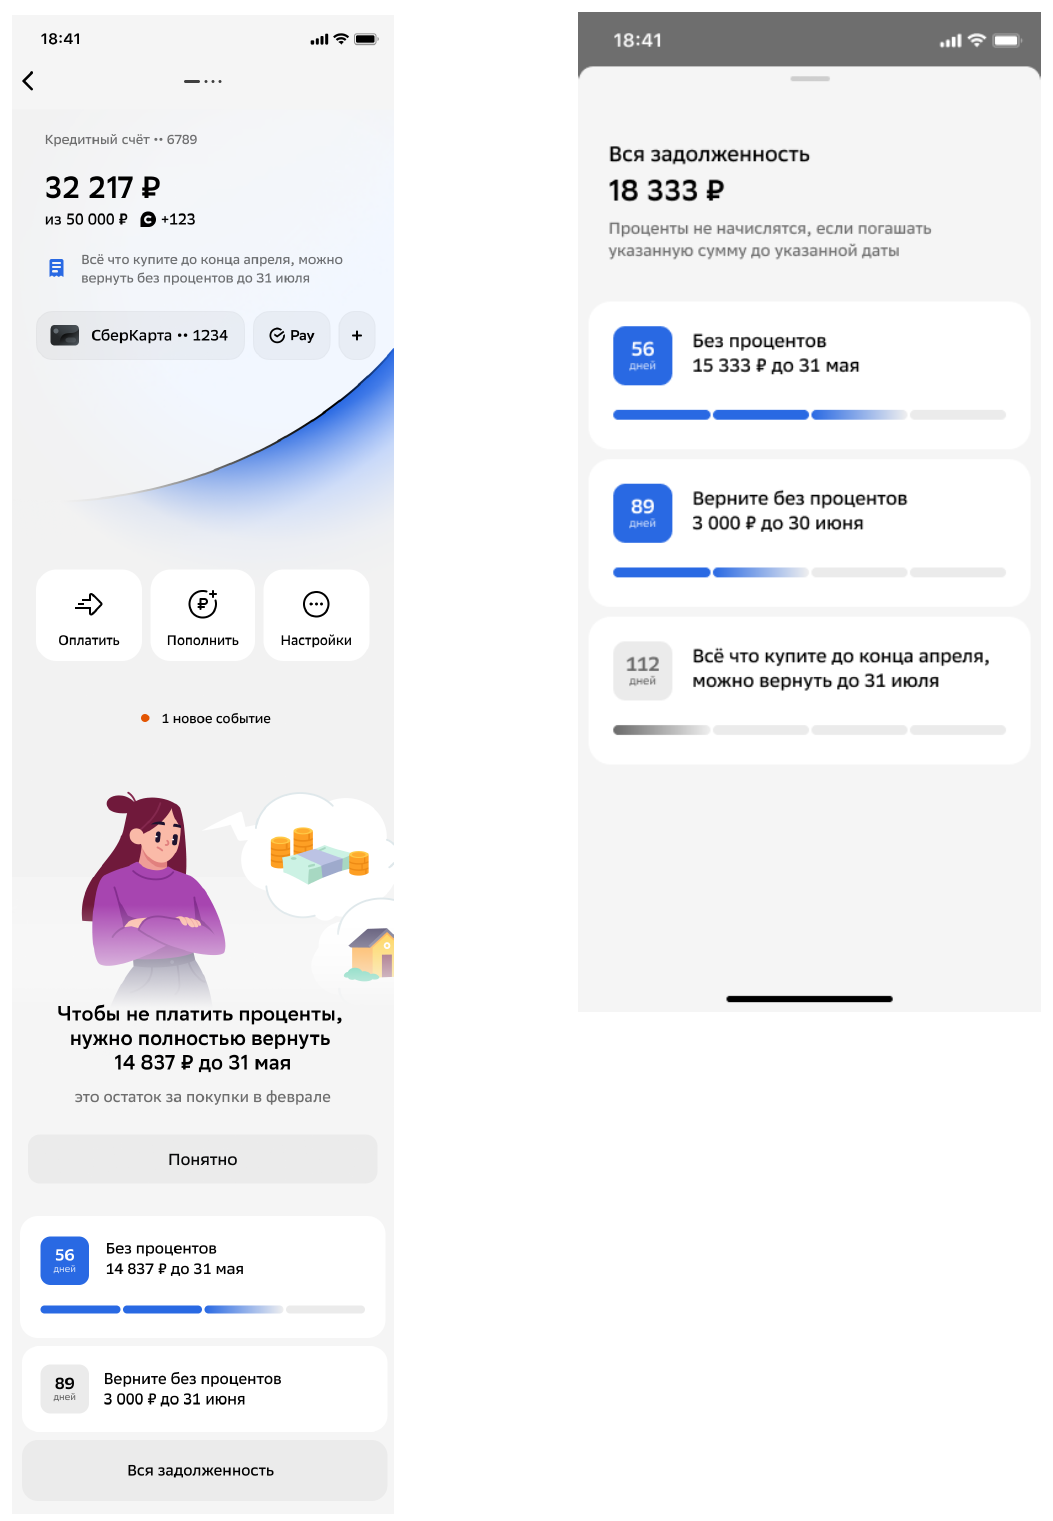 18:41
Кредитный счёт •• 6789
32 217 ₽
из 50 000 ₽ +123
Всё что купите до конца апреля, можно
вернуть без процентов до 31 июля
СберКарта •• 1234
Pay
+
Оплатить
Пополнить
Настройки
1 новое событие
Чтобы не платить проценты,
нужно полностью вернуть
14 837 ₽ до 31 мая
это остаток за покупки в феврале
Понятно
56
дней
Без процентов
14 837 ₽ до 31 мая
89
дней
Верните без процентов
3 000 ₽ до 31 июня
Вся задолженность
18:41
Вся задолженность
18 333 ₽
Проценты не начислятся, если погашать
указанную сумму до указанной даты
56
дней
Без процентов
15 333 ₽ до 31 мая
89
дней
Верните без процентов
3 000 ₽ до 30 июня
112
дней
Всё что купите до конца апреля,
можно вернуть до 31 июля